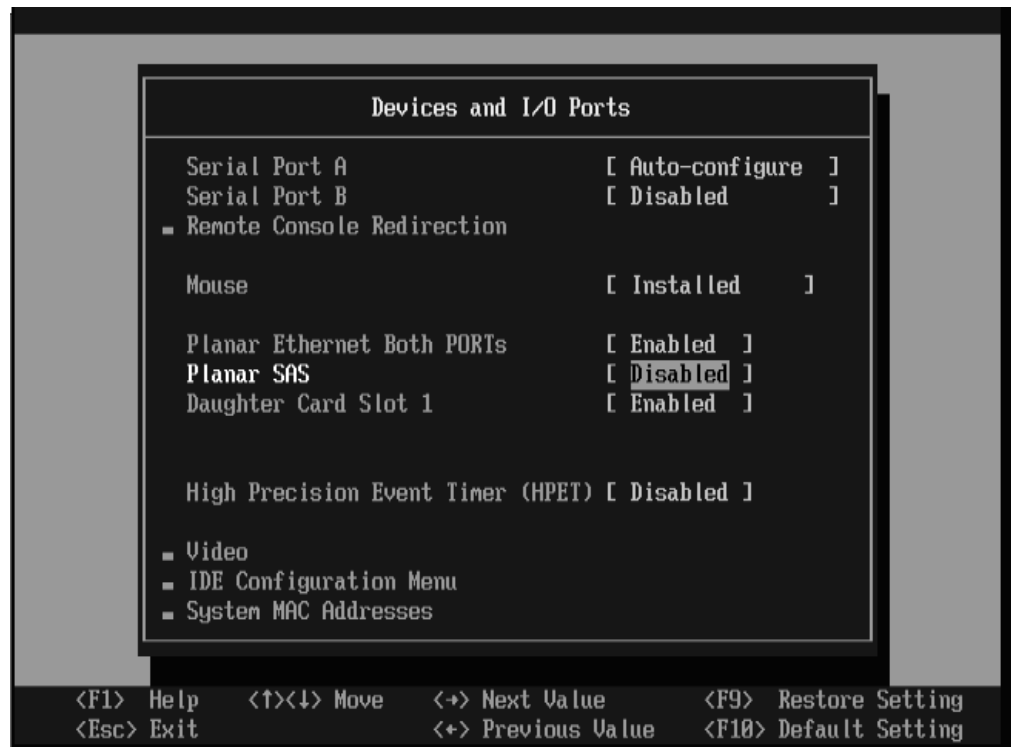 Devices and I/O Ports
Serial Port A [ Auto-configure ]
Serial Port B [ Disabled ]
Remote Console Redirection
Mouse [ Installed ]
Planar Ethernet Both PORTs [ Enabled ]
Planar SAS [ Disabled ]
Daughter Card Slot 1 [ Enabled ]
High Precision Event Timer (HPET) [ Disabled ]
Video
IDE Configuration Menu
System MAC Addresses
<F1> Help <↑><↓> Move <→> Next Value <F9> Restore Setting
<Esc> Exit <←> Previous Value <F10> Default Setting